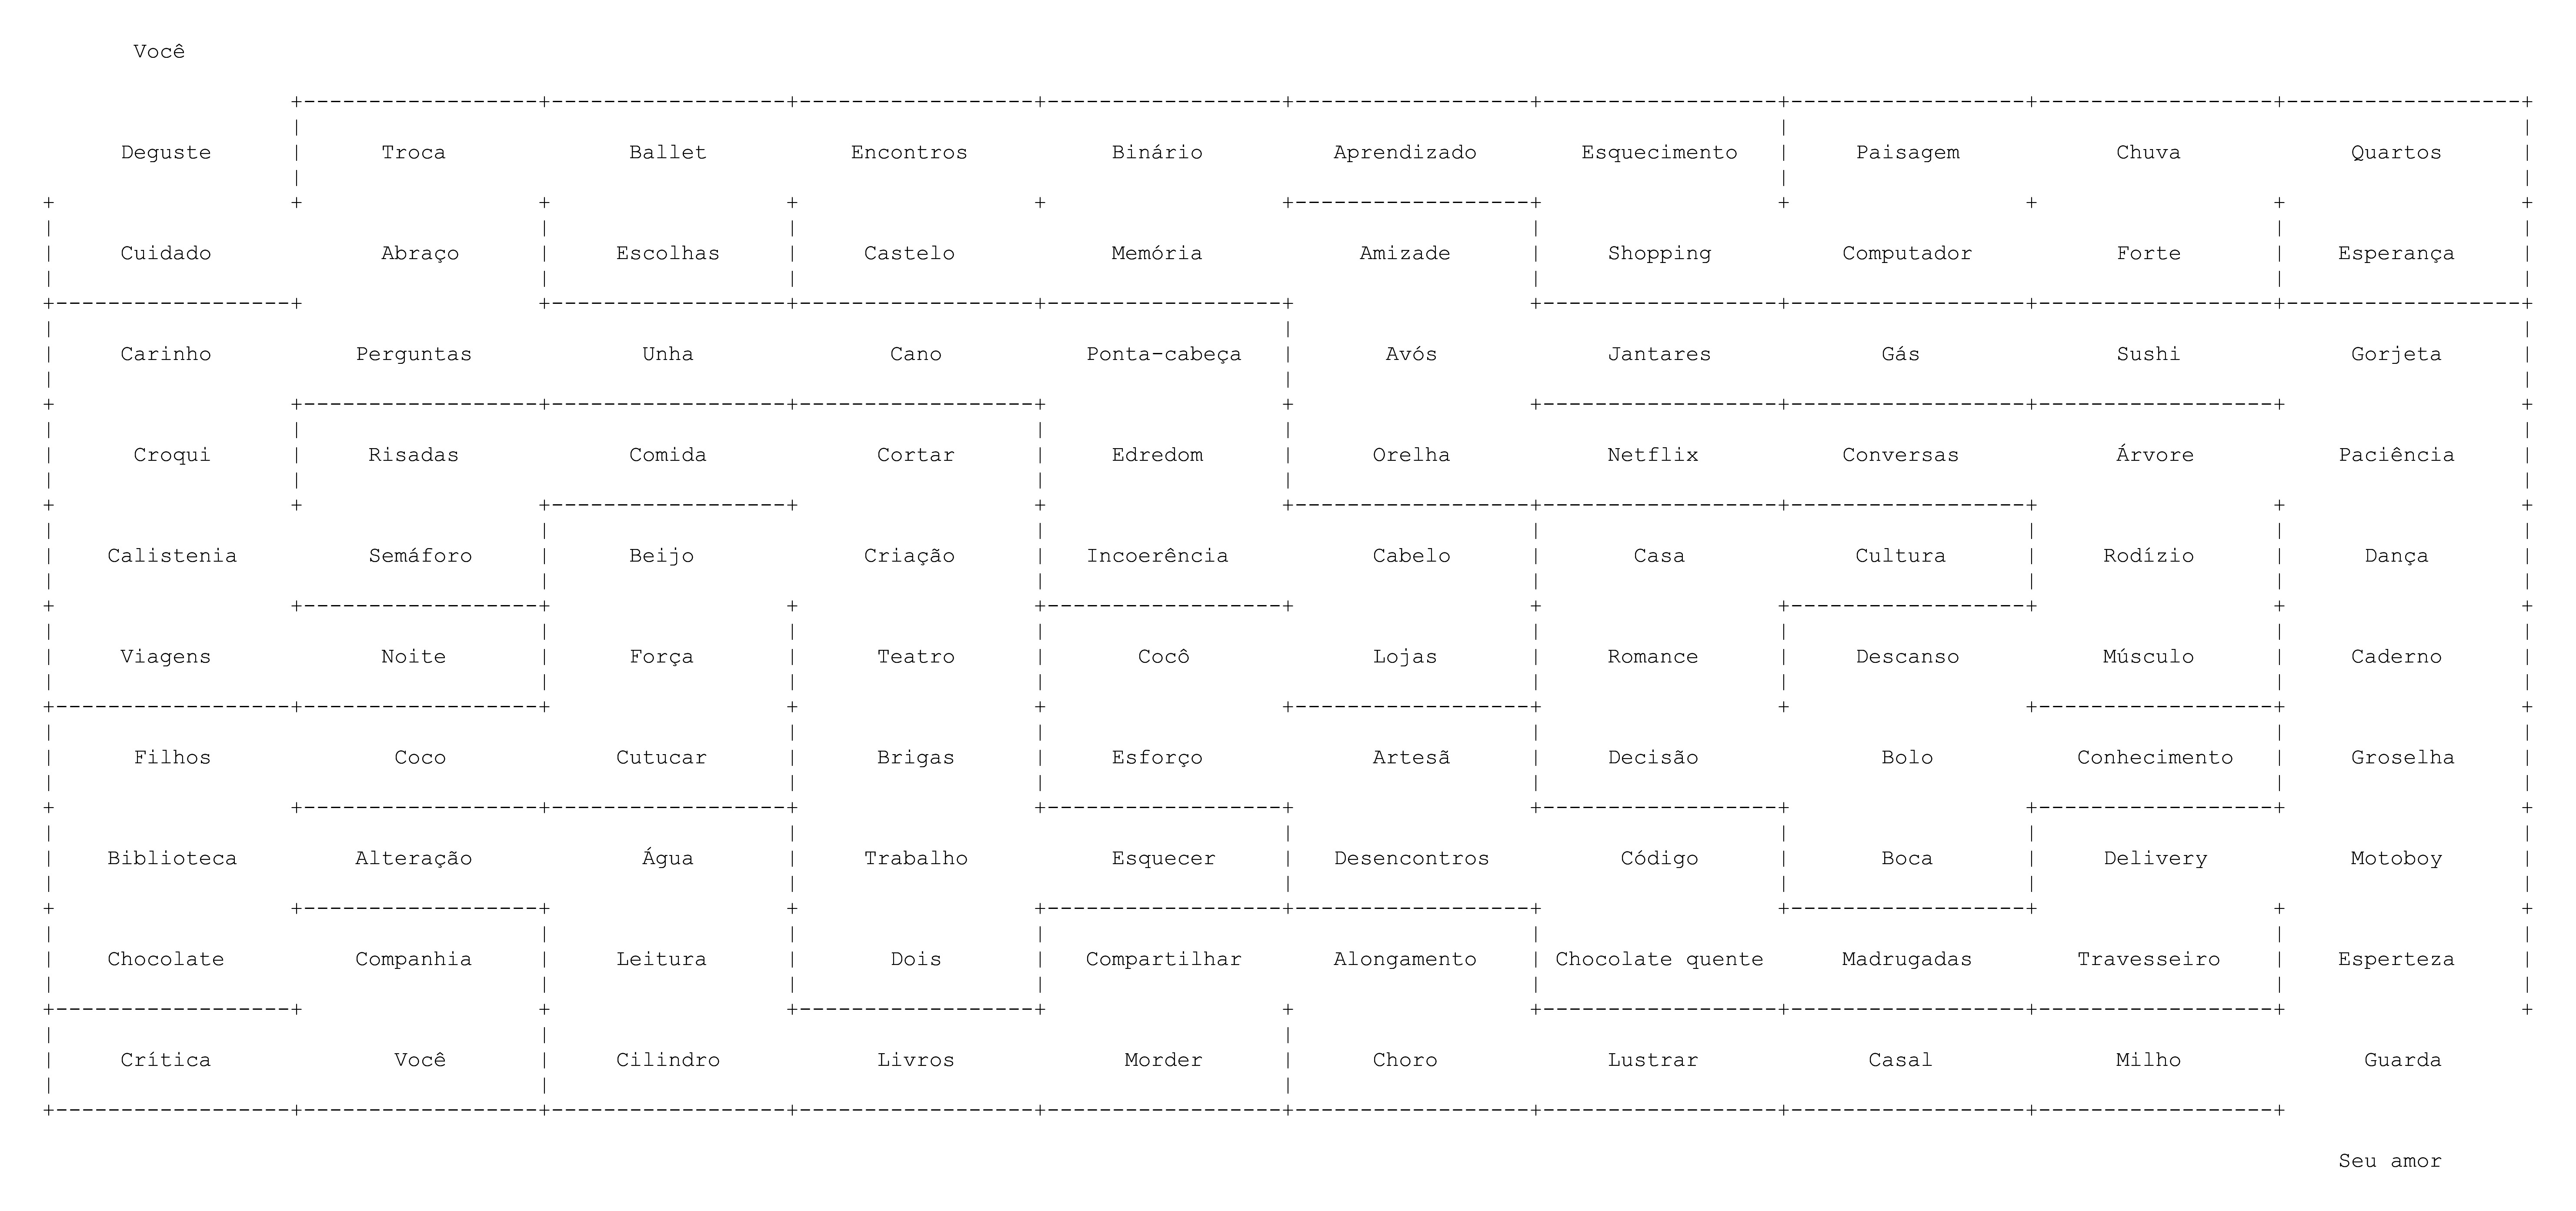 Você
Deguste Troca Ballet Encontros Binário Aprendizado Esquecimento Paisagem Chuva Quartos
Cuidado Abraço Escolhas Castelo Memória Amizade Shopping Computador Forte Esperança
Carinho Perguntas Unha Cano Ponta-cabeça Avós Jantares Gás Sushi Gorjeta
Croqui Risadas Comida Cortar Edredom Orelha Netflix Conversas Árvore Paciência
Calistenia Semáforo Beijo Criação Incoerência Cabelo Casa Cultura Rodízio Dança
Viagens Noite Força Teatro Cocô Lojas Romance Descanso Músculo Caderno
Filhos Coco Cutucar Brigas Esforço Artesã Decisão Bolo Conhecimento Groselha
Biblioteca Alteração Água Trabalho Esquecer Desencontros Código Boca Delivery Motoboy
Chocolate Companhia Leitura Dois Compartilhar Alongamento Chocolate quente Madrugadas Travesseiro Esperteza
Crítica Você Cilindro Livros Morder Choro Lustrar Casal Milho Guarda
Seu amor